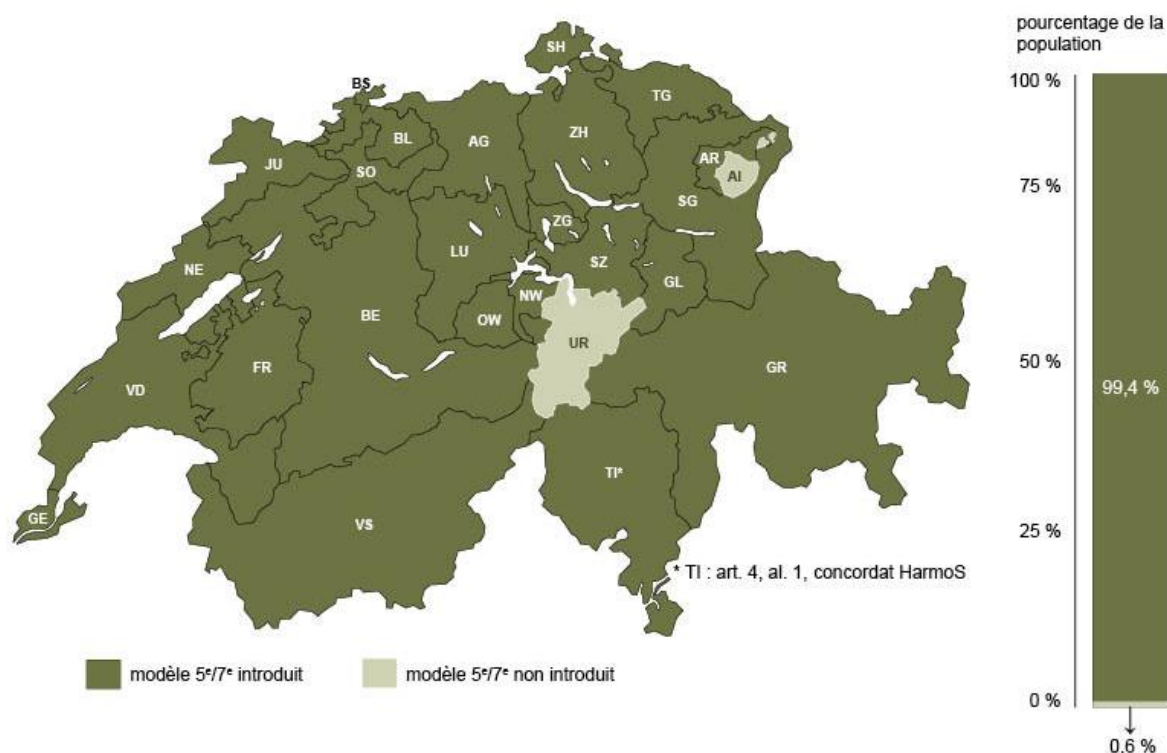 pourcentage de la
population
SH
BS
TG
100 %
BL
AG
ZH
JU
AR
SO
AI
75 %
SG
ZG
LU
SZ
NE
GL
NW
BE
OW
UR
50 %
FR
GR
VD
99,4 %
TI*
GE
VS
25 %
* TI : art. 4, al. 1, concordat HarmoS
modèle 5ᵉ/7ᵉ introduit
modèle 5ᵉ/7ᵉ non introduit
0 %
0,6 %